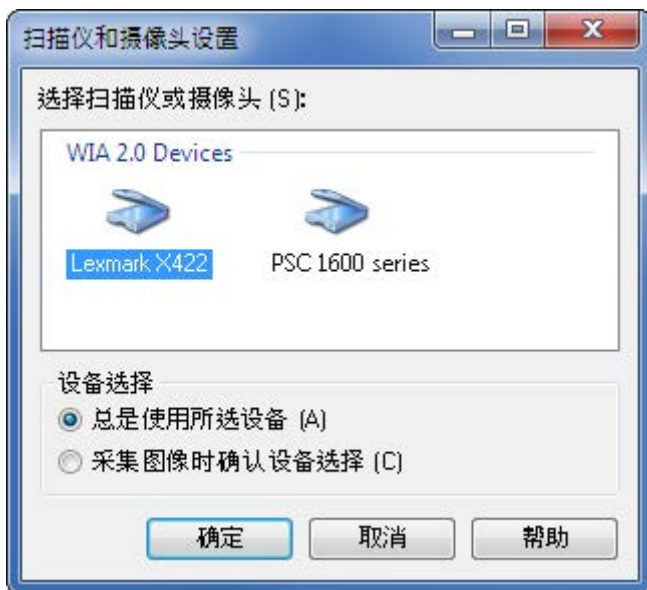 扫描仪和摄像头设置
选择扫描仪或摄像头 (S):
WIA 2.0 Devices
Lexmark X422
PSC 1600 series
设备选择
总是使用所选设备 (A)
采集图像时确认设备选择 (C)
确定
取消
帮助